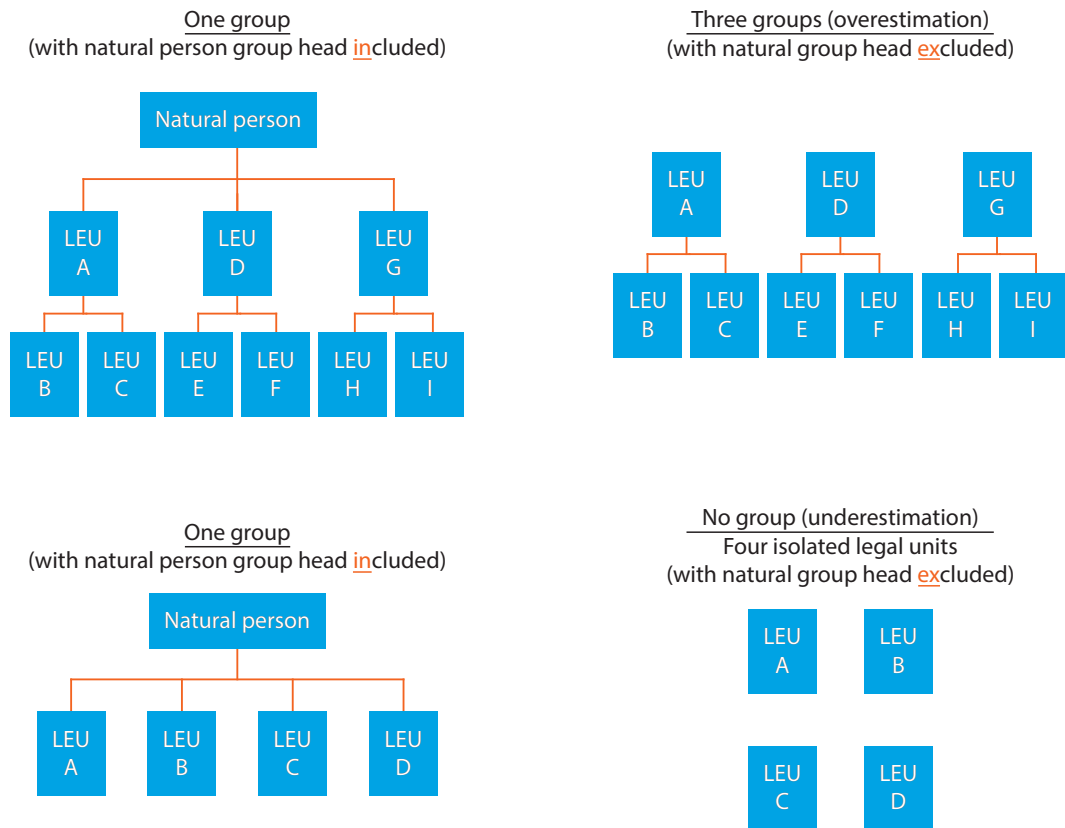 One group
(with natural person group head included)
Natural person
LEU
A
LEU
D
LEU
G
LEU
B
LEU
C
LEU
E
LEU
F
LEU
H
LEU
I
Three groups (overestimation)
(with natural group head excluded)
LEU
A
LEU
D
LEU
G
LEU
B
LEU
C
LEU
E
LEU
F
LEU
H
LEU
I
One group
(with natural person group head included)
Natural person
LEU
A
LEU
B
LEU
C
LEU
D
No group (underestimation)
Four isolated legal units
(with natural group head excluded)
LEU
A
LEU
B
LEU
C
LEU
D